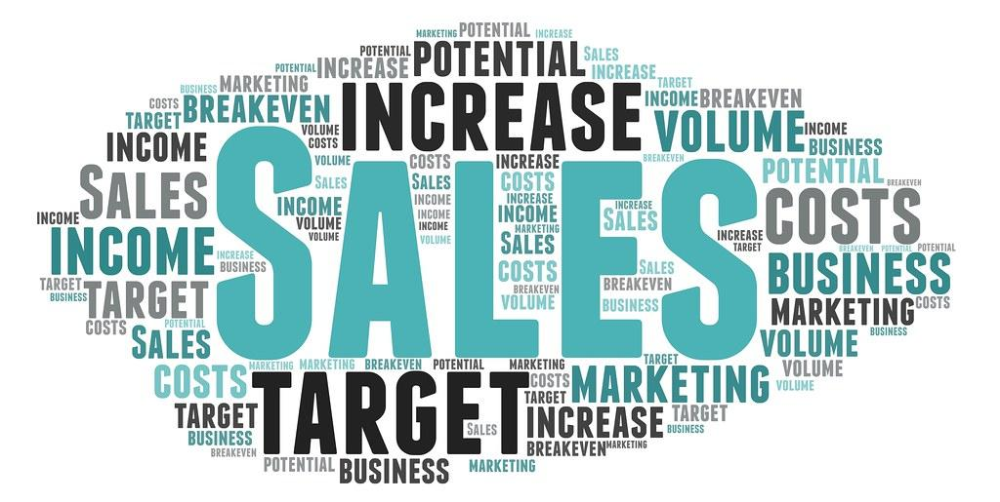 MARKETING POTENTIAL INCREASE
POTENTIAL POTENTIAL SALES
POTENTIAL INCREASE INCREASE
BUSINESS MARKETING INCREASE TARGET
COSTS BREAKEVEN INCOME BREAKEVEN
TARGET VOLUME VOLUME INCOME
INCOME COSTS BUSINESS
VOLUME COSTS INCREASE BREAKEVEN
SALES SALES SALES COSTS POTENTIAL BREAKEVEN
INCOME INCOME INCOME INCREASE INCREASE COSTS
INCOME VOLUME INCOME INCOME SALES
VOLUME INCOME MARKETING INCREASE
INCOME VOLUME SALES TARGET
SALES
INCREASE BREAKEVEN POTENTIAL POTENTIAL
BUSINESS COSTS SALES BUSINESS
TARGET TARGET BREAKEVEN BREAKEVEN
BUSINESS VOLUME BUSINESS MARKETING COSTS
COSTS POTENTIAL BUSINESS
SALES VOLUME
MARKETING MARKETING BREAKEVEN POTENTIAL MARKETING TARGET VOLUME
COSTS TARGET COSTS MARKETING VOLUME
TARGET TARGET
BUSINESS SALES INCREASE TARGET BUSINESS
BREAKEVEN BREAKEVEN MARKETING
POTENTIAL BUSINESS MARKETING